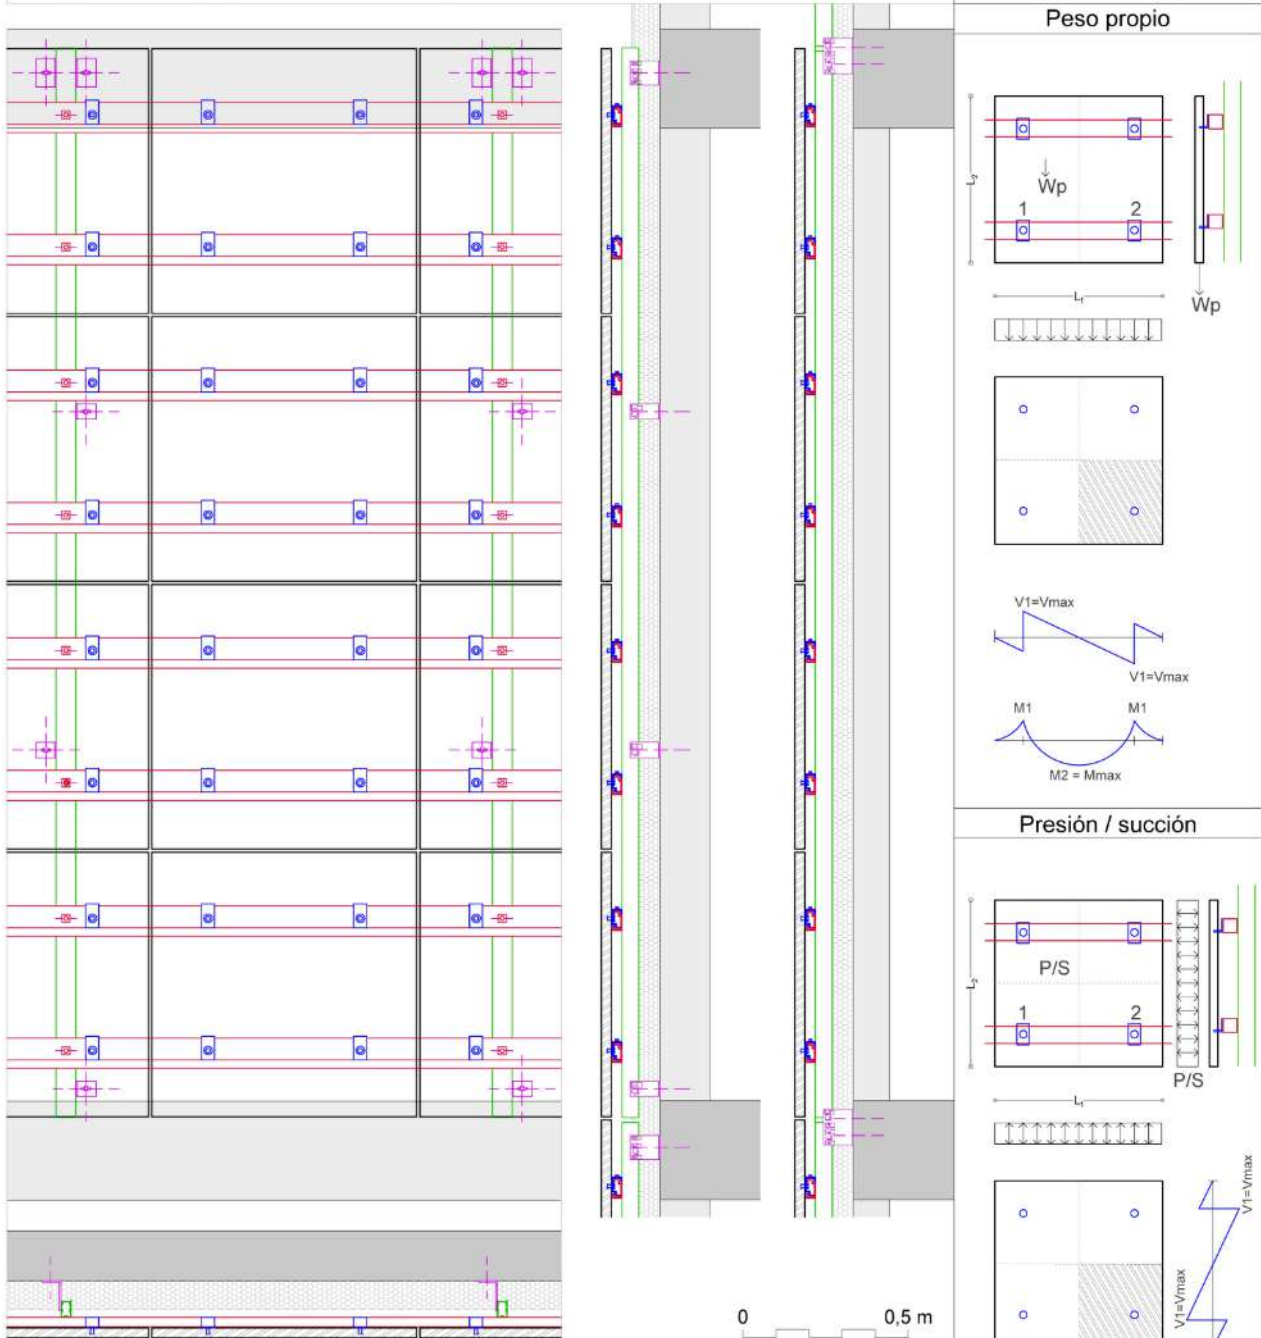 Peso propio
Wp
L2
1
2
L1
Wp
V1=Vmax
V1=Vmax
M1
M1
M2 = Mmax
Presión / succión
P/S
L2
1
2
P/S
L1
V1=Vmax
V1=Vmax
0
0,5 m